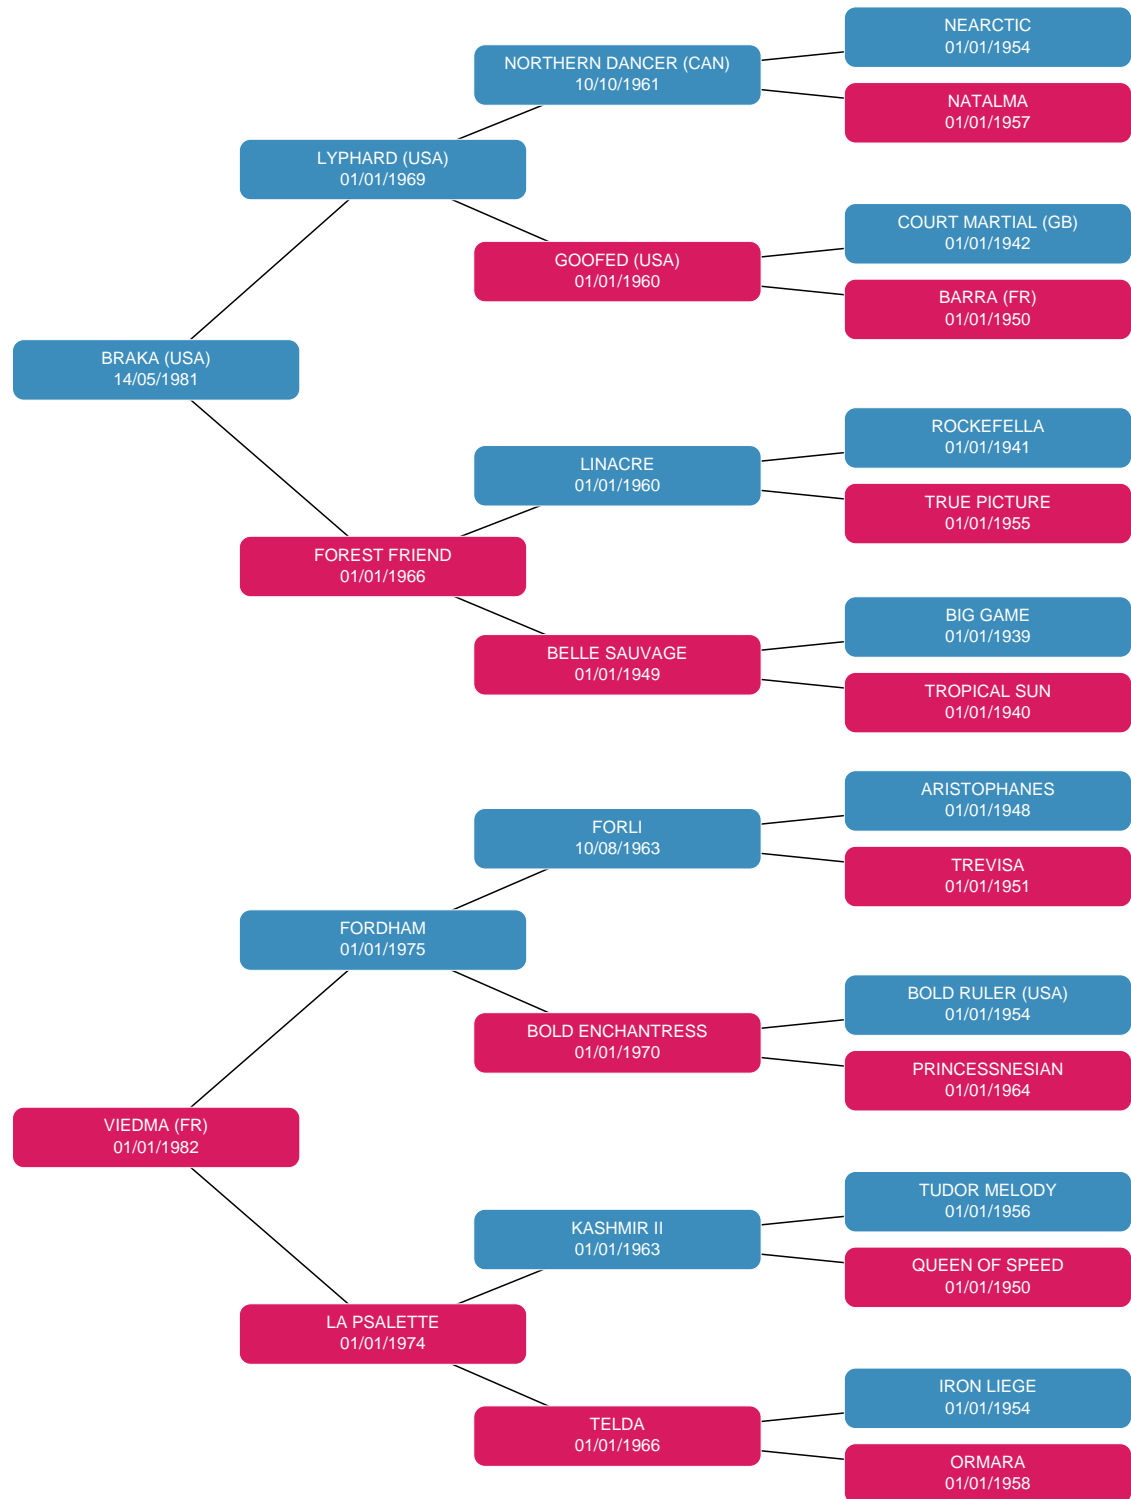 NEARCTIC
01/01/1954
NORTHERN DANCER (CAN)
10/10/1961
NATALMA
01/01/1957
LYPHARD (USA)
01/01/1969
COURT MARTIAL (GB)
01/01/1942
GOOFED (USA)
01/01/1960
BARRA (FR)
01/01/1950
BRAKA (USA)
14/05/1981
ROCKEFELLA
01/01/1941
LINACRE
01/01/1960
TRUE PICTURE
01/01/1955
FOREST FRIEND
01/01/1966
BIG GAME
01/01/1939
BELLE SAUVAGE
01/01/1949
TROPICAL SUN
01/01/1940
ARISTOPHANES
01/01/1948
FORLI
10/08/1963
TREVISA
01/01/1951
FORDHAM
01/01/1975
BOLD RULER (USA)
01/01/1954
BOLD ENCHANTRESS
01/01/1970
PRINCESSNESIAN
01/01/1964
VIEDMA (FR)
01/01/1982
TUDOR MELODY
01/01/1956
KASHMIR II
01/01/1963
QUEEN OF SPEED
01/01/1950
LA PSALETTE
01/01/1974
IRON LIEGE
01/01/1954
TELDA
01/01/1966
ORMARA
01/01/1958